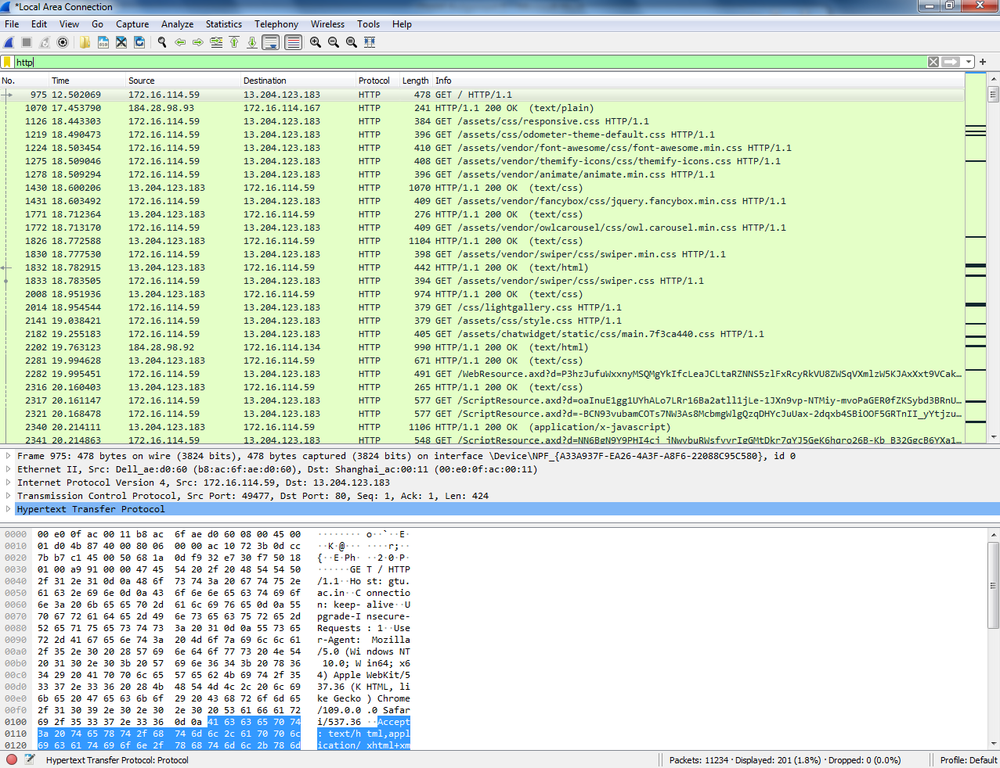 *Local Area Connection
File Edit View Go Capture Analyze Statistics Telephony Wireless Tools Help
http
No. Time Source Destination Protocol Length Info
975 12.502069 172.16.114.59 13.204.123.183 HTTP 478 GET / HTTP/1.1
1070 17.453790 184.28.98.93 172.16.114.167 HTTP 241 HTTP/1.1 200 OK (text/plain)
1126 18.443303 172.16.114.59 13.204.123.183 HTTP 384 GET /assets/css/responsive.css HTTP/1.1
1219 18.490473 172.16.114.59 13.204.123.183 HTTP 396 GET /assets/css/odometer-theme-default.css HTTP/1.1
1224 18.503454 172.16.114.59 13.204.123.183 HTTP 410 GET /assets/vendor/font-awesome/css/font-awesome.min.css HTTP/1.1
1275 18.509046 172.16.114.59 13.204.123.183 HTTP 408 GET /assets/vendor/themify-icons/css/themify-icons.css HTTP/1.1
1278 18.509294 172.16.114.59 13.204.123.183 HTTP 396 GET /assets/vendor/animate/animate.min.css HTTP/1.1
1430 18.600206 13.204.123.183 172.16.114.59 HTTP 1070 HTTP/1.1 200 OK (text/css)
1431 18.603492 172.16.114.59 13.204.123.183 HTTP 409 GET /assets/vendor/fancybox/css/jquery.fancybox.min.css HTTP/1.1
1771 18.712364 13.204.123.183 172.16.114.59 HTTP 276 HTTP/1.1 200 OK (text/css)
1772 18.713170 172.16.114.59 13.204.123.183 HTTP 409 GET /assets/vendor/owlcarousel/css/owl.carousel.min.css HTTP/1.1
1826 18.772588 13.204.123.183 172.16.114.59 HTTP 1104 HTTP/1.1 200 OK (text/css)
1830 18.777530 172.16.114.59 13.204.123.183 HTTP 398 GET /assets/vendor/swiper/css/swiper.min.css HTTP/1.1
1832 18.782915 13.204.123.183 172.16.114.59 HTTP 442 HTTP/1.1 200 OK (text/html)
1833 18.783505 172.16.114.59 13.204.123.183 HTTP 394 GET /assets/vendor/swiper/css/swiper.css HTTP/1.1
2008 18.951936 13.204.123.183 172.16.114.59 HTTP 974 HTTP/1.1 200 OK (text/css)
2014 18.954544 172.16.114.59 13.204.123.183 HTTP 379 GET /css/lightgallery.css HTTP/1.1
2141 19.038421 172.16.114.59 13.204.123.183 HTTP 379 GET /assets/css/style.css HTTP/1.1
2182 19.255183 172.16.114.59 13.204.123.183 HTTP 405 GET /assets/chatwidget/static/css/main.7f3ca440.css HTTP/1.1
2202 19.763123 184.28.98.92 172.16.114.134 HTTP 990 HTTP/1.1 200 OK (text/html)
2281 19.994628 13.204.123.183 172.16.114.59 HTTP 671 HTTP/1.1 200 OK (text/css)
2282 19.995451 172.16.114.59 13.204.123.183 HTTP 491 GET /WebResource.axd?d=P3hzJufuWxxnyMSQMgYkIfcLeaJCLtaRZNNS5zlFxRcyRkVU8ZWSqVXmlzW5KJAxXxt9VCak…
2316 20.160403 13.204.123.183 172.16.114.59 HTTP 265 HTTP/1.1 200 OK (text/css)
2317 20.161147 172.16.114.59 13.204.123.183 HTTP 577 GET /ScriptResource.axd?d=oaInuE1gg1UYhALo7LRr16Ba2atll1jLe-1JXn9vp-NTMiy-mvoPaGER0fZKSybd3BRnU…
2321 20.168478 172.16.114.59 13.204.123.183 HTTP 577 GET /ScriptResource.axd?d=-BCN93vubamCOTs7NW3As8McbmgWlgQzqDHYcJuUax-2dqxb4SBiOOF5GRTnII_yYtjzu…
2340 20.214111 13.204.123.183 172.16.114.59 HTTP 1106 HTTP/1.1 200 OK (application/x-javascript)
2341 20.214863 172.16.114.59 13.204.123.183 HTTP 548
Frame 975: 478 bytes on wire (3824 bits), 478 bytes captured (3824 bits) on interface \Device\NPF_{A33A937F-EA26-4A3F-A8F6-22088C95C580}, id 0
Ethernet II, Src: Dell_ae:d0:60 (b8:ac:6f:ae:d0:60), Dst: Shanghai_ac:00:11 (00:e0:0f:ac:00:11)
Internet Protocol Version 4, Src: 172.16.114.59, Dst: 13.204.123.183
Transmission Control Protocol, Src Port: 49477, Dst Port: 80, Seq: 1, Ack: 1, Len: 424
Hypertext Transfer Protocol
0000 00 e0 0f ac 00 11 b8 ac 6f ae d0 60 08 00 45 00 ········ o··`··E·
0010 01 d0 4b 87 40 00 80 06 00 00 ac 10 72 3b 0d cc ··K·@··· ····r;··
0020 7b b7 c1 45 00 50 68 1a 0d f9 32 e7 30 f7 50 18 {··E·Ph· ··2·0·P·
0030 01 00 a9 91 00 00 47 45 54 20 2f 20 48 54 54 50 ······GE T / HTTP
0040 2f 31 2e 31 0d 0a 48 6f 73 74 3a 20 67 74 75 2e /1.1··Ho st: gtu.
0050 61 63 2e 69 6e 0d 0a 43 6f 6e 6e 65 63 74 69 6f ac.in··C onnectio
0060 6e 3a 20 6b 65 65 70 2d 61 6c 69 76 65 0d 0a 55 n: keep- alive··U
0070 70 67 72 61 64 65 2d 49 6e 73 65 63 75 72 65 2d pgrade-I nsecure-
0080 52 65 71 75 65 73 74 73 3a 20 31 0d 0a 55 73 65 Requests : 1··Use
0090 72 2d 41 67 65 6e 74 3a 20 4d 6f 7a 69 6c 6c 61 r-Agent: Mozilla
00a0 2f 35 2e 30 20 28 57 69 6e 64 6f 77 73 20 4e 54 /5.0 (Wi ndows NT
00b0 20 31 30 2e 30 3b 20 57 69 6e 36 34 3b 20 78 36 10.0; W in64; x6
00c0 34 29 20 41 70 70 6c 65 57 65 62 4b 69 74 2f 35 4) Apple WebKit/5
00d0 33 37 2e 33 36 20 28 4b 48 54 4d 4c 2c 20 6c 69 37.36 (K HTML, li
00e0 6b 65 20 47 65 63 6b 6f 29 20 43 68 72 6f 6d 65 ke Gecko ) Chrome
00f0 2f 31 30 39 2e 30 2e 30 2e 30 20 53 61 66 61 72 /109.0.0 .0 Safar
0100 69 2f 35 33 37 2e 33 36 0d 0a 41 63 63 65 70 74 i/537.36 ··Accept
0110 3a 20 74 65 78 74 2f 68 74 6d 6c 2c 61 70 70 6c : text/h tml,appl
0120 69 63 61 74 69 6f 6e 2f 78 68 74 6d 6c 2b 78 6d ication/ xhtml+xm
Hypertext Transfer Protocol: Protocol
Packets: 11234 · Displayed: 201 (1.8%) · Dropped: 0 (0.0%)
Profile: Default